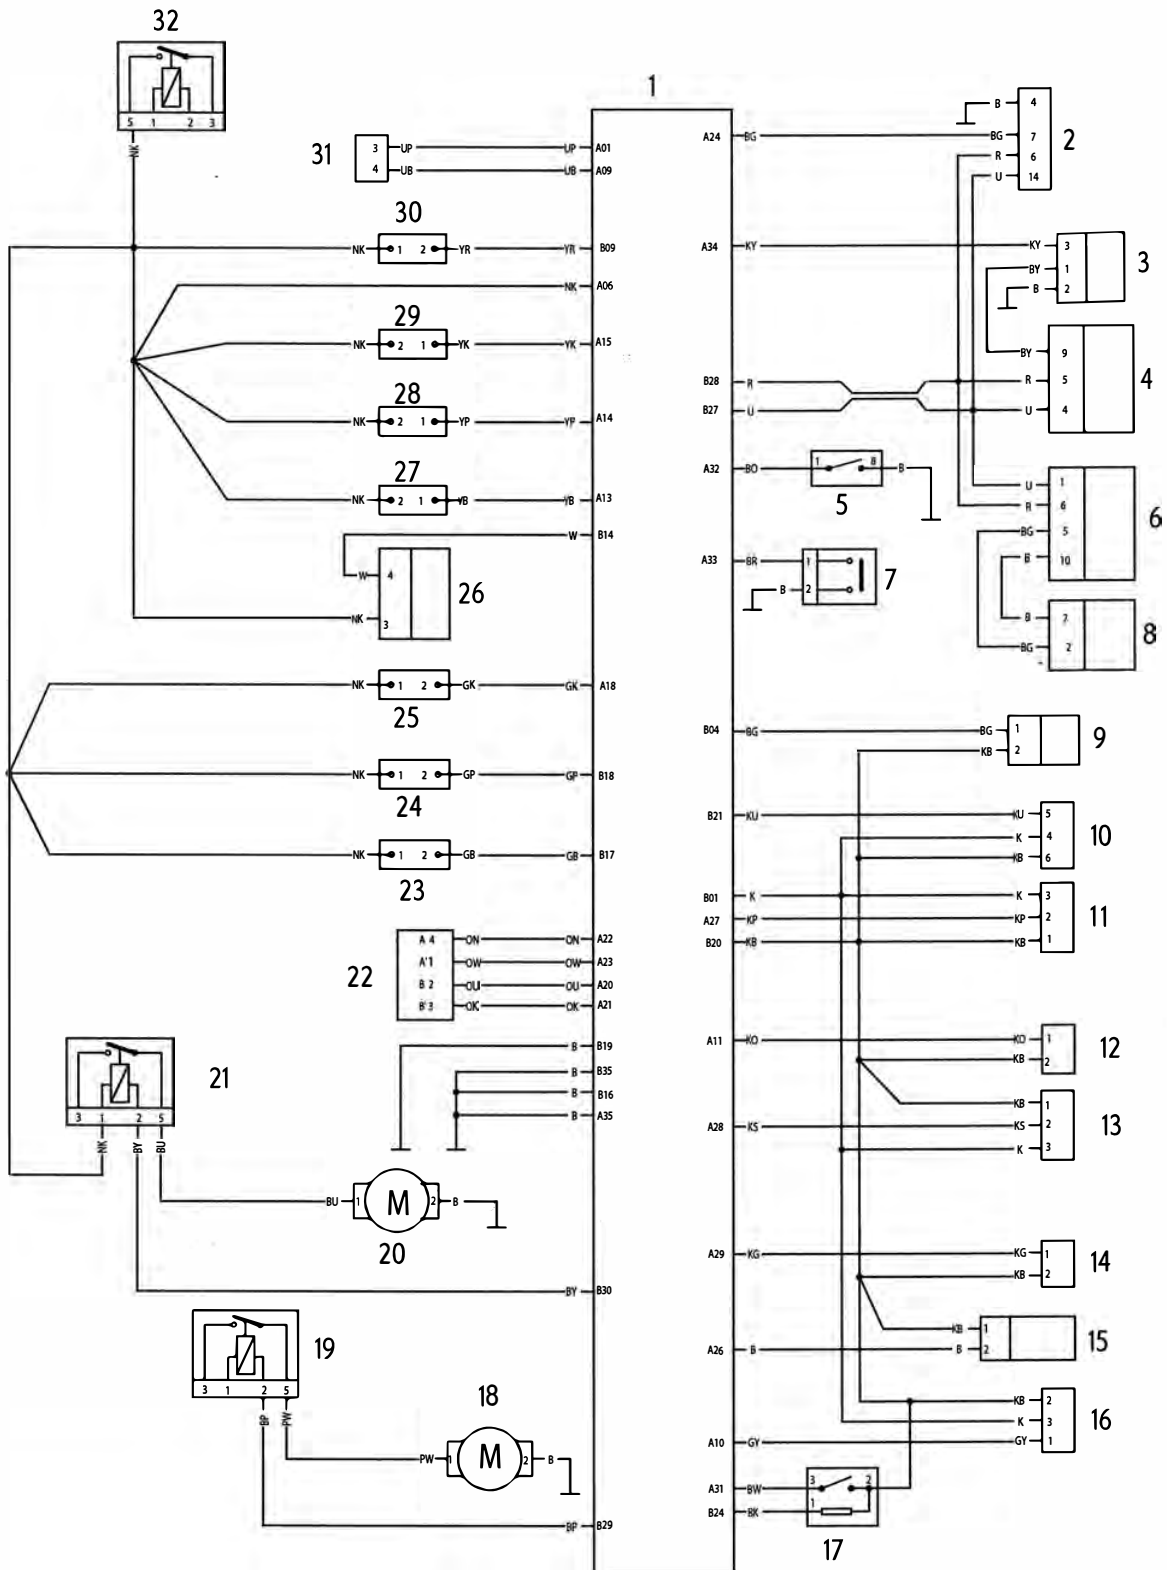 32
5 1 2 3
NK
1
31
3 UP UP A01
4 UB UB A09
30
NK 1 2 YR YR B09
NK A06
29
NK 2 1 YK YK A15
28
NK 2 1 YP YP A14
27
NK 2 1 YB YB A13
W B14
W 4
26
NK 3
NK 1 2 GK GK A18
25
NK 1 2 GP GP B18
24
NK 1 2 GB GB B17
23
22
A 4 ON ON A22
A'1 OW OW A23
B 2 OU OU A20
B'3 OK OK A21
B B19
B B35
B B16
B A35
21
3 1 2 5
NK BY BU
BU 1 M 2 B
20
BY B30
19
3 1 2 5
BP PW
18
PW 1 M 2 B
BP B29
B 4
A24 BG BG 7
R 6
U 14
2
A34 KY KY 3
BY 1
B 2
3
BY 9
B28 R R 5
B27 U U 4
4
A32 BO 1 8 B
5
U 1
R 6
BG 5
B 10
6
A33 BR 1
B 2
7
B 7
BG 2
8
B04 BG BG 1
KB 2
9
B21 KU KU 5
K 4
KB 6
10
B01 K K 3
A27 KP KP 2
B20 KB KB 1
11
A11 KO KO 1
KB 2
12
KB 1
A28 KS KS 2
K 3
13
A29 KG KG 1
KB 2
14
KB 1
A26 B B 2
15
KB 2
K 3
A10 GY GY 1
16
A31 BW 3 2
B24 BK 1
17